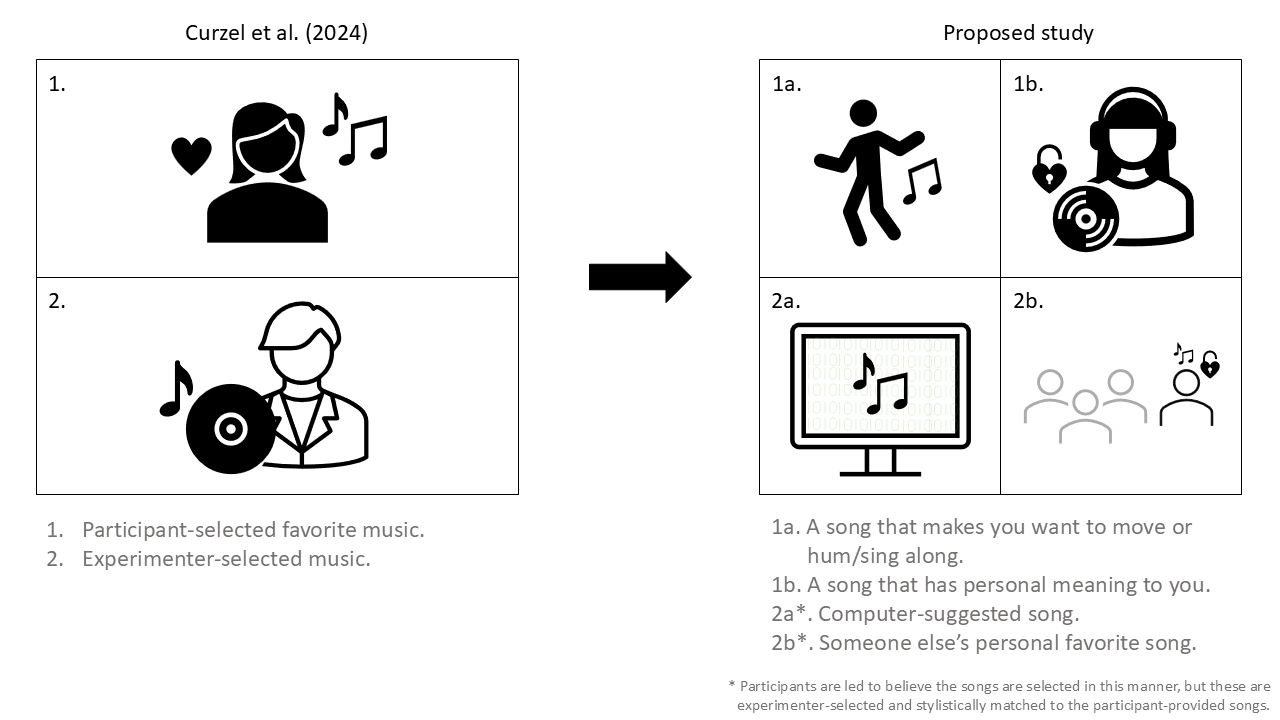 Curzel et al. (2024)
1.
2.
1. Participant-selected favorite music.
2. Experimenter-selected music.
Proposed study
1a.
1b.
2a.
2b.
1a. A song that makes you want to move or
hum/sing along.
1b. A song that has personal meaning to you.
2a*. Computer-suggested song.
2b*. Someone else's personal favorite song.
* Participants are led to believe the songs are selected in this manner, but these are
experimenter-selected and stylistically matched to the participant-provided songs.